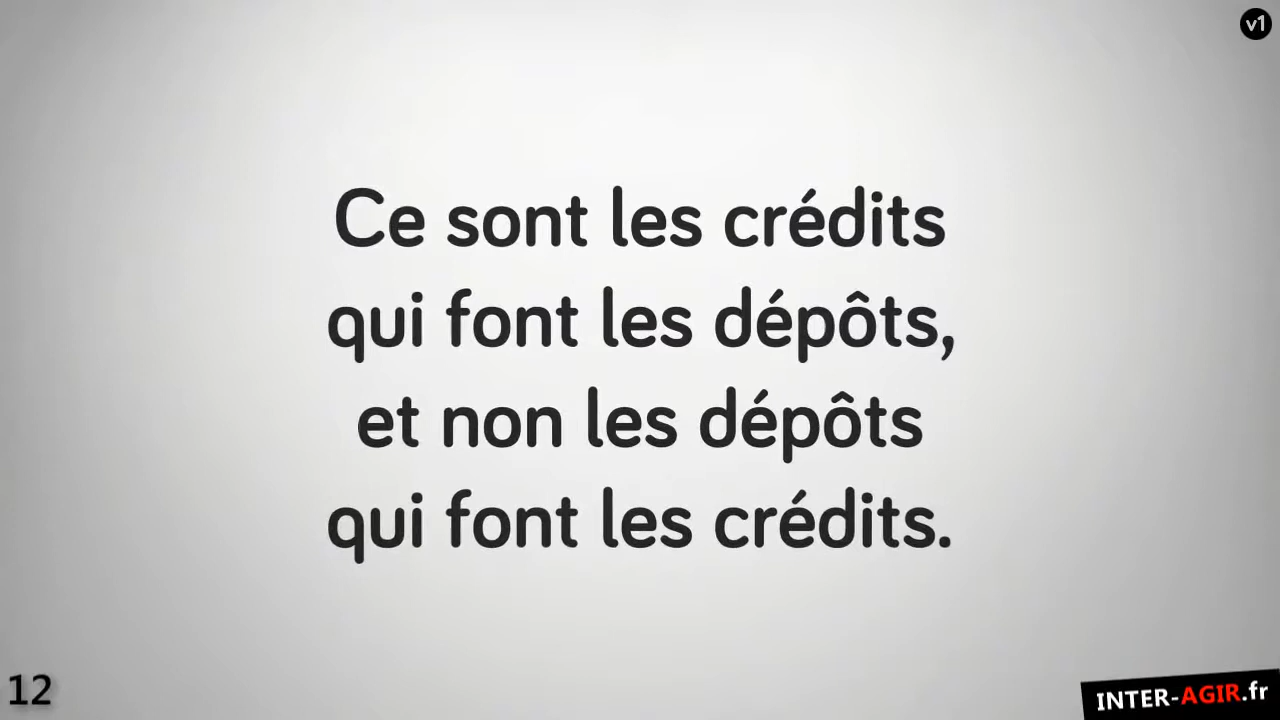 v1
Ce sont les crédits
qui font les dépôts,
et non les dépôts
qui font les crédits.
12
INTER-AGIR.fr